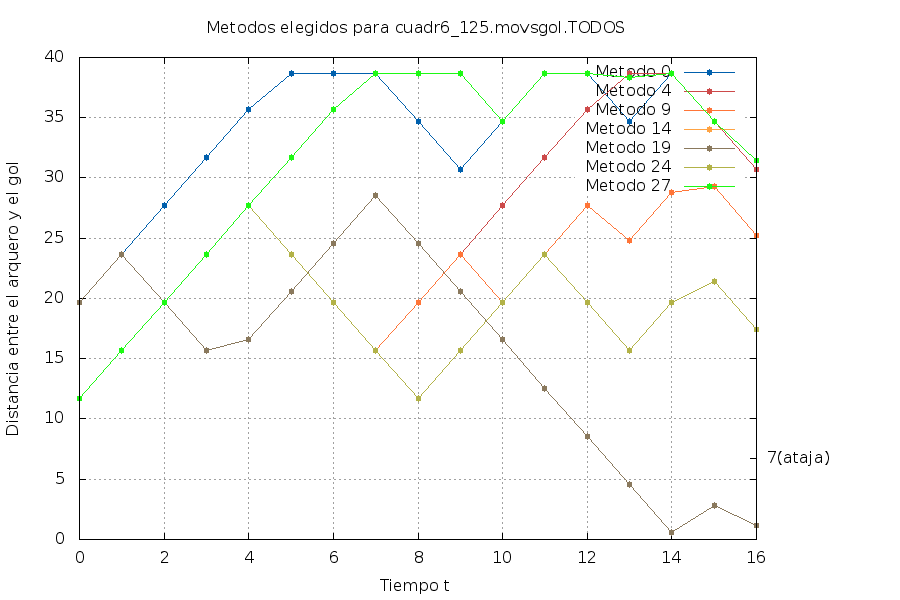 Metodos elegidos para cuadr6_125.movsgol.TODOS
Distancia entre el arquero y el gol
40
35
30
25
20
15
10
5
0
Metodo 0
Metodo 4
Metodo 9
Metodo 14
Metodo 19
Metodo 24
Metodo 27
7(ataja)
0 2 4 6 8 10 12 14 16
Tiempo t